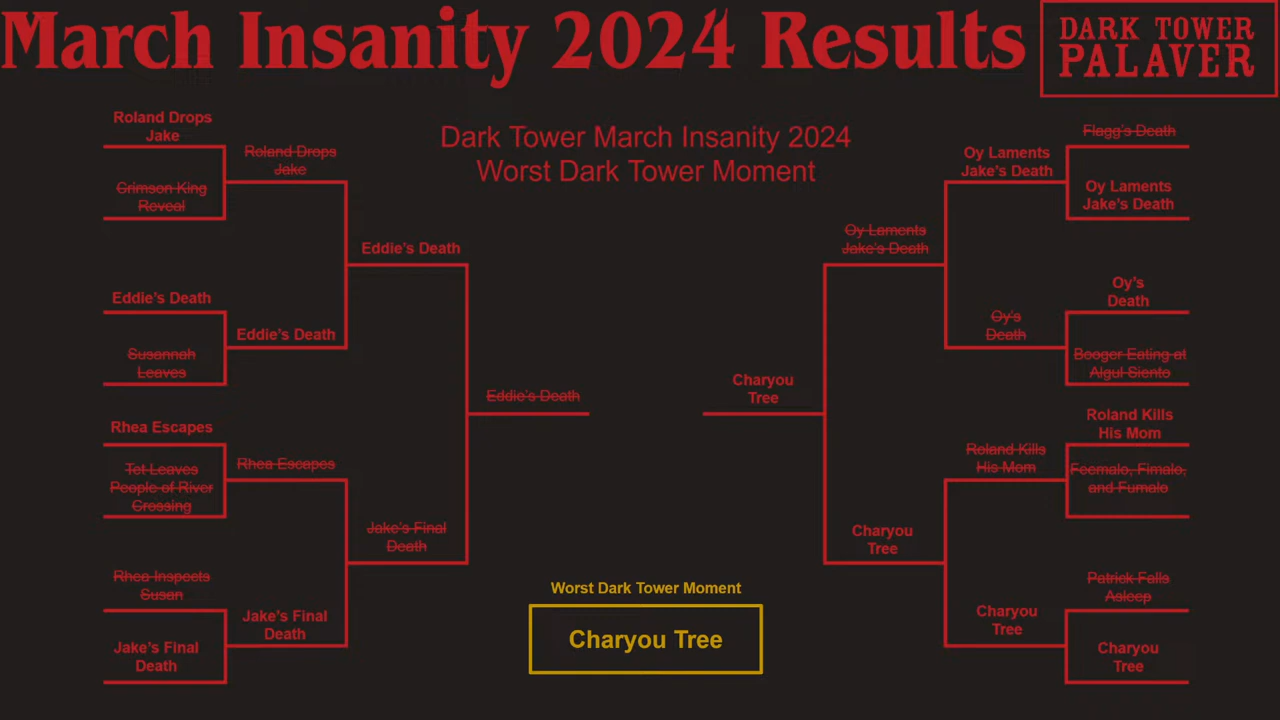 March Insanity 2024 Results
DARK TOWER
PALAVER
Dark Tower March Insanity 2024
Worst Dark Tower Moment
Roland Drops
Jake
Crimson King
Reveal
Eddie's Death
Susannah
Leaves
Rhea Escapes
Tet Leaves
People of River
Crossing
Rhea Inspects
Susan
Jake's Final
Death
Roland Drops
Jake
Eddie's Death
Rhea Escapes
Jake's Final
Death
Eddie's Death
Jake's Final
Death
Eddie's Death
Worst Dark Tower Moment
Charyou Tree
Charyou
Tree
Oy Laments
Jake's Death
Charyou
Tree
Oy Laments
Jake's Death
Oy's
Death
Roland Kills
His Mom
Charyou
Tree
Flagg's Death
Oy Laments
Jake's Death
Oy's
Death
Booger Eating at
Algul Siento
Roland Kills
His Mom
Feemalo, Fimalo,
and Fumalo
Patrick Falls
Asleep
Charyou
Tree